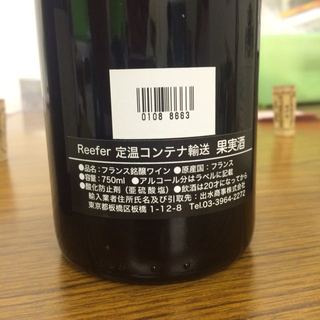 0108 8663
Reefer 定温コンテナ輸送 果実酒
●品名:フランス銘醸ワイン ●原産国:フランス
●容量:750ml ●アルコール分はラベルに記載
●酸化防止剤(亜硫酸塩) ●飲酒は20才になってから
輸入業者住所氏名及び引取先:出水商事株式会社
東京都板橋区板橋 1-12-8 Tel.03-3964-2272